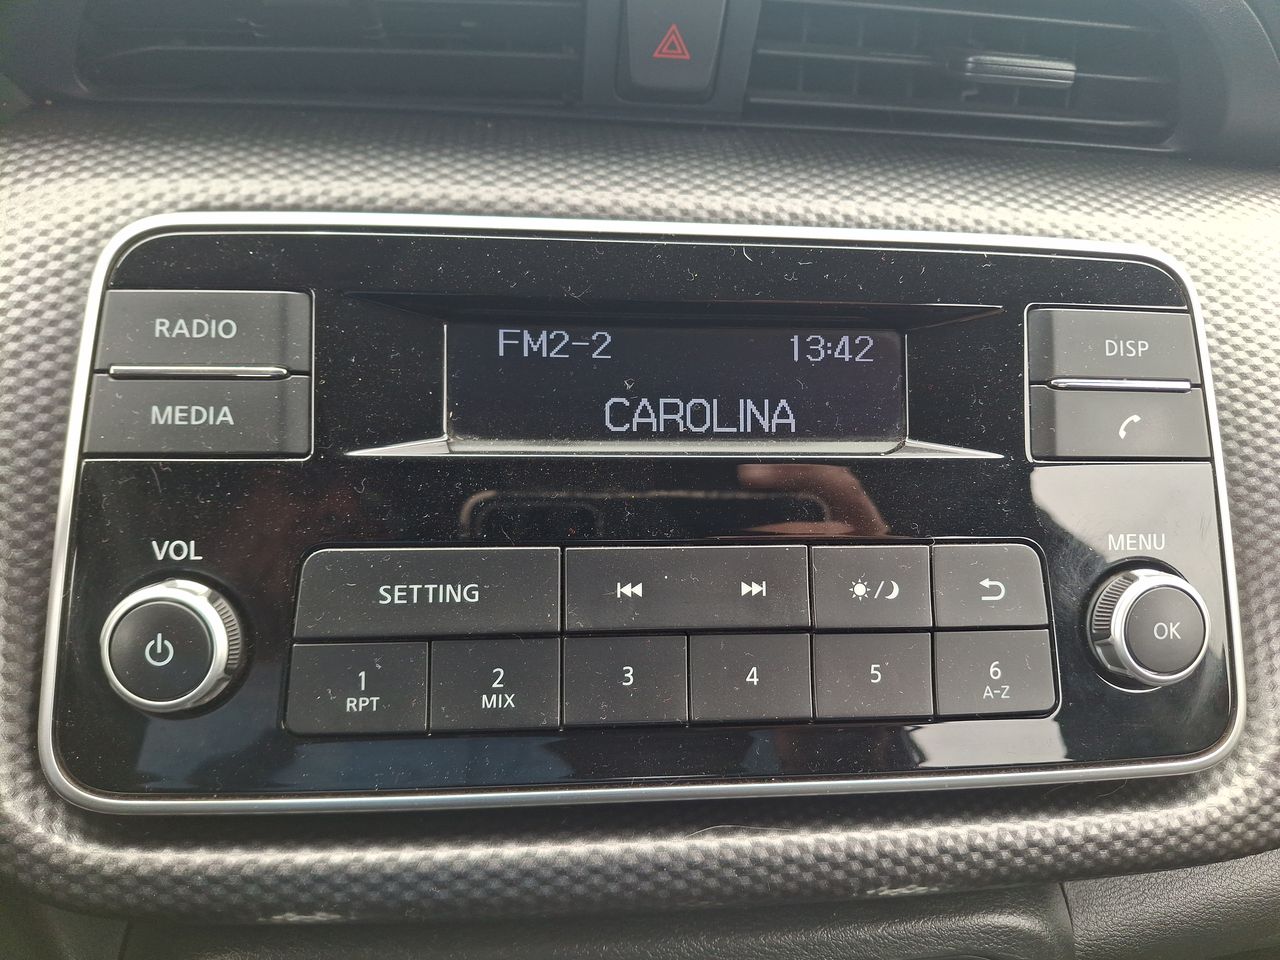 RADIO
MEDIA
FM2-2 13:42
CAROLINA
DISP
VOL
MENU
SETTING
OK
1 2 3 4 5 6
RPT MIX A-Z